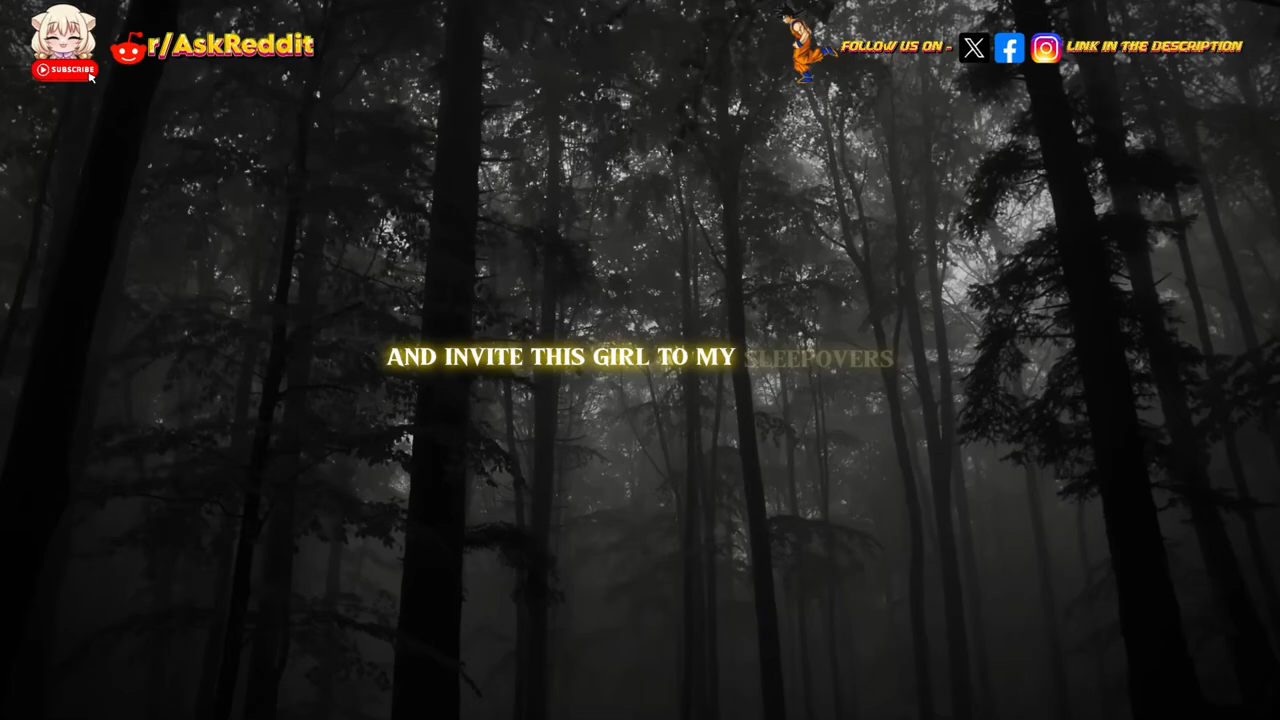 r/AskReddit
SUBSCRIBE
FOLLOW US ON -
LINK IN THE DESCRIPTION
AND INVITE THIS GIRL TO MY SLEEPOVERS